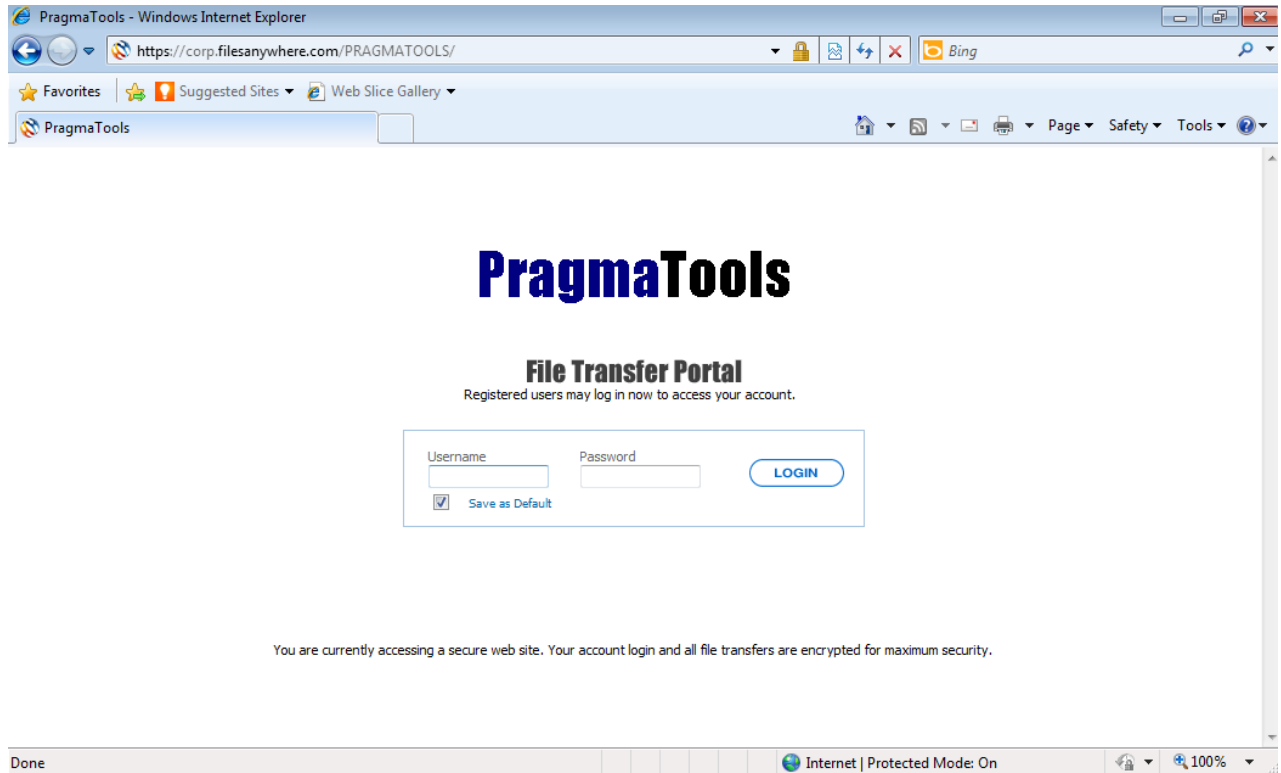 PragmaTools - Windows Internet Explorer
https://corp.filesanywhere.com/PRAGMATOOLS/ Bing
Favorites Suggested Sites Web Slice Gallery
PragmaTools Page Safety Tools
PragmaTools
File Transfer Portal
Registered users may log in now to access your account.
Username Password
LOGIN
Save as Default
You are currently accessing a secure web site. Your account login and all file transfers are encrypted for maximum security.
Done Internet | Protected Mode: On 100%